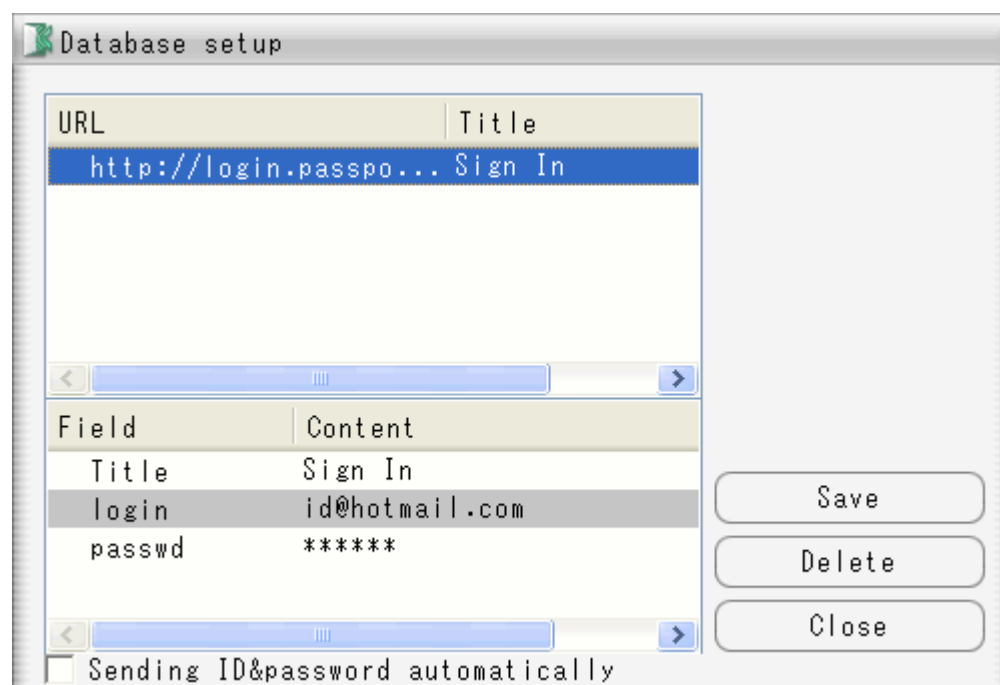 Database setup
URL Title
http://login.passpo... Sign In
Field Content
Title Sign In
login id@hotmail.com
passwd ******
Save
Delete
Close
Sending ID&password automatically